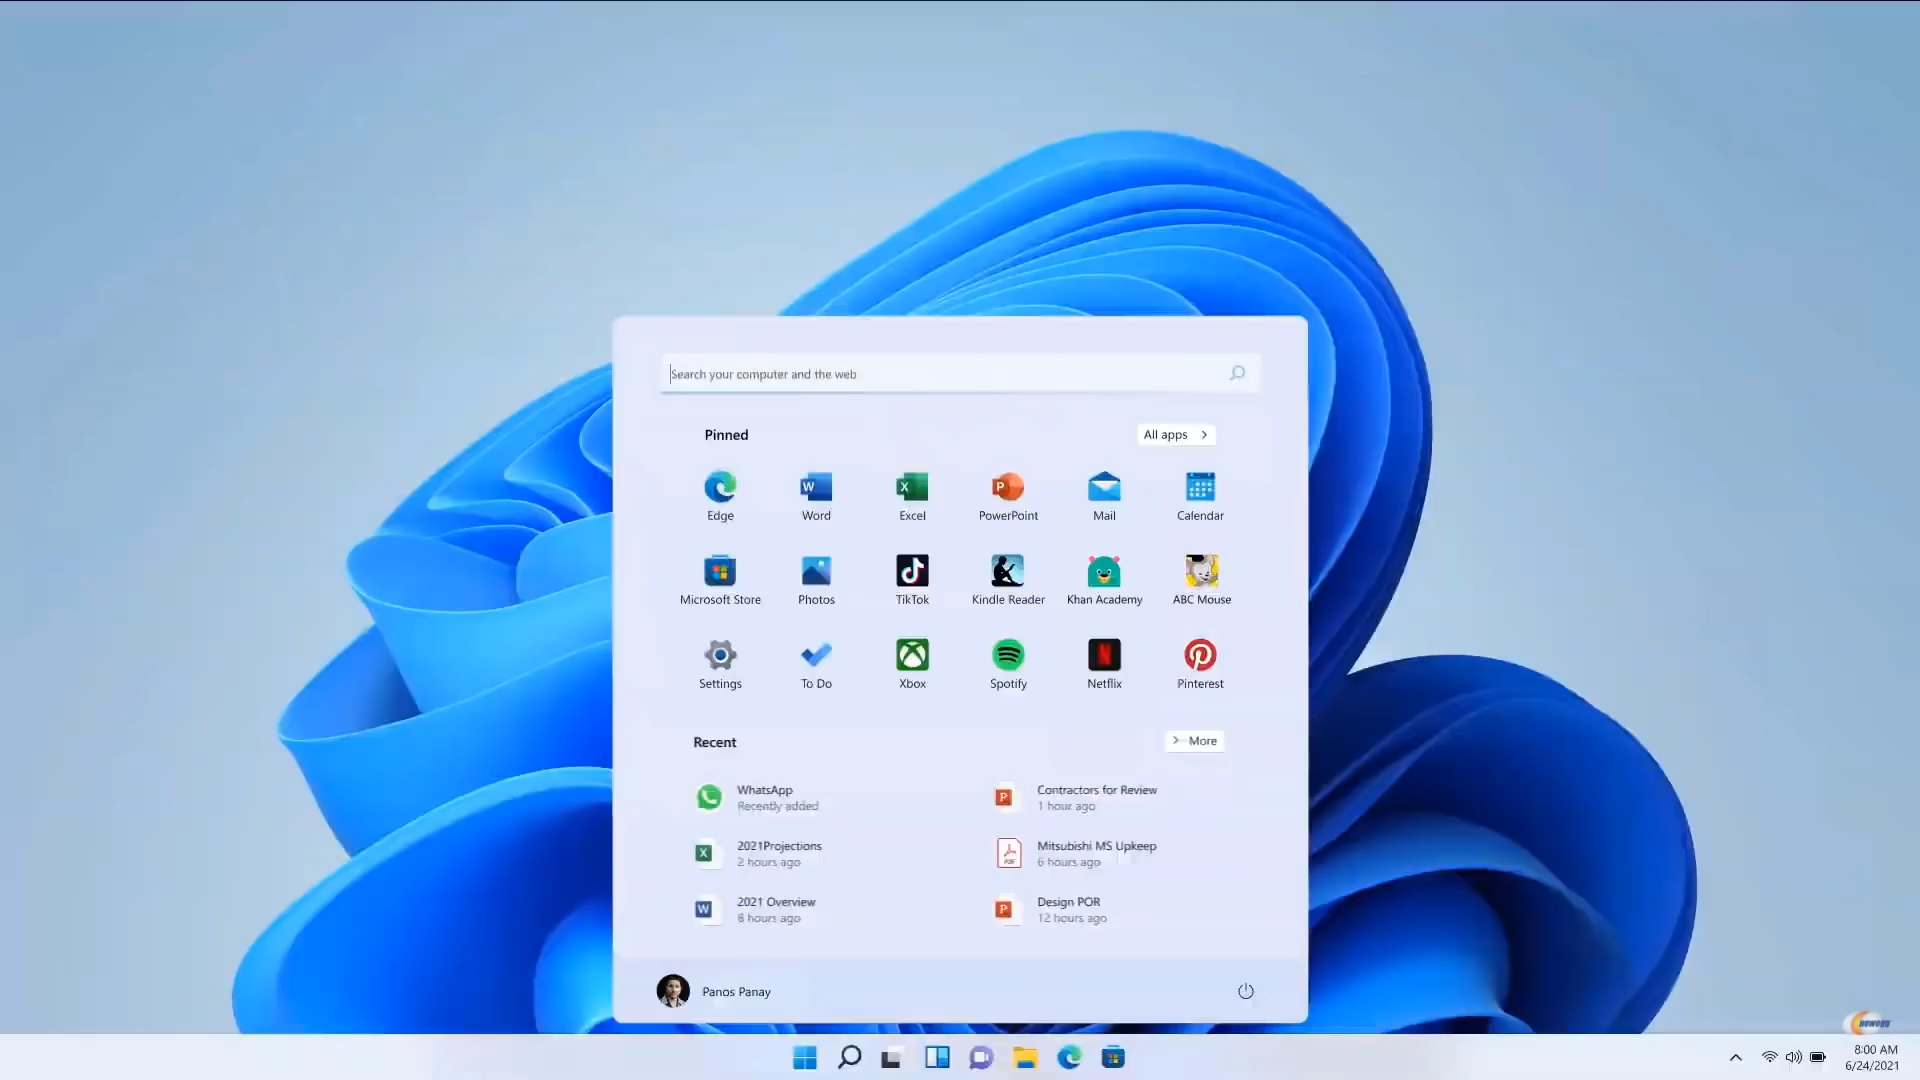 Search your computer and the web
Pinned
All apps
Edge
Word
Excel
PowerPoint
Mail
Calendar
Microsoft Store
Photos
TikTok
Kindle Reader
Khan Academy
ABC Mouse
Settings
To Do
Xbox
Spotify
Netflix
Pinterest
Recent
More
WhatsApp
Recently added
Contractors for Review
1 hour ago
2021Projections
2 hours ago
Mitsubishi MS Upkeep
6 hours ago
2021 Overview
8 hours ago
Design POR
12 hours ago
Panos Panay
newegg
8:00 AM
6/24/2021